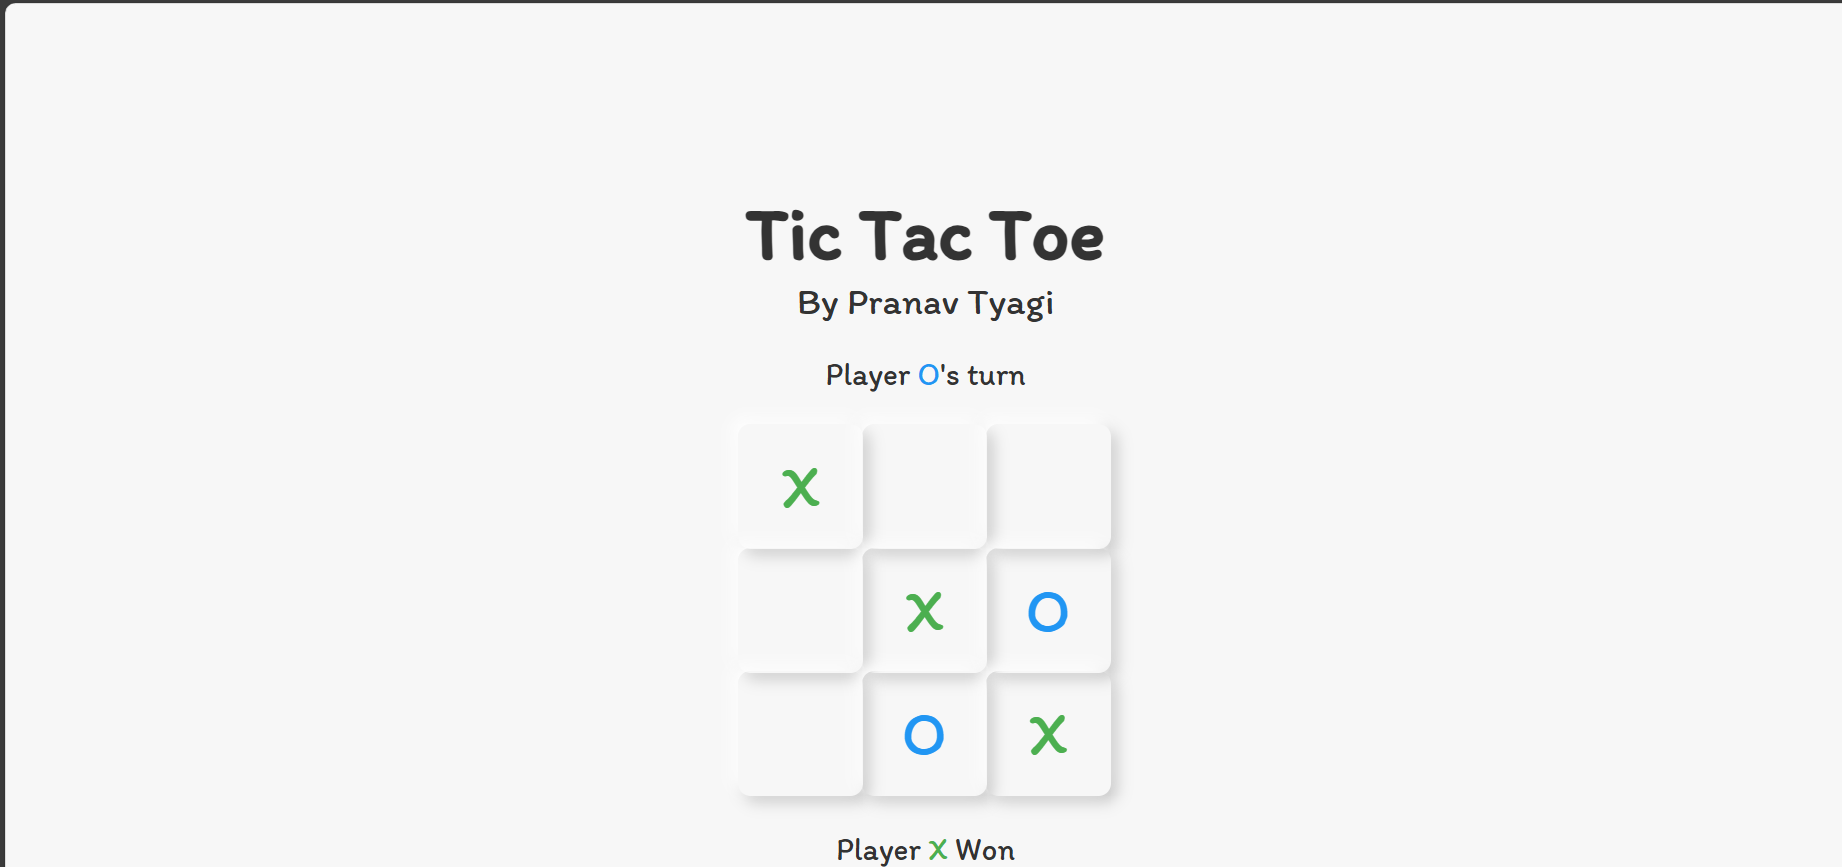 Tic Tac Toe
By Pranav Tyagi
Player O's turn
X
X O
O X
Player X Won